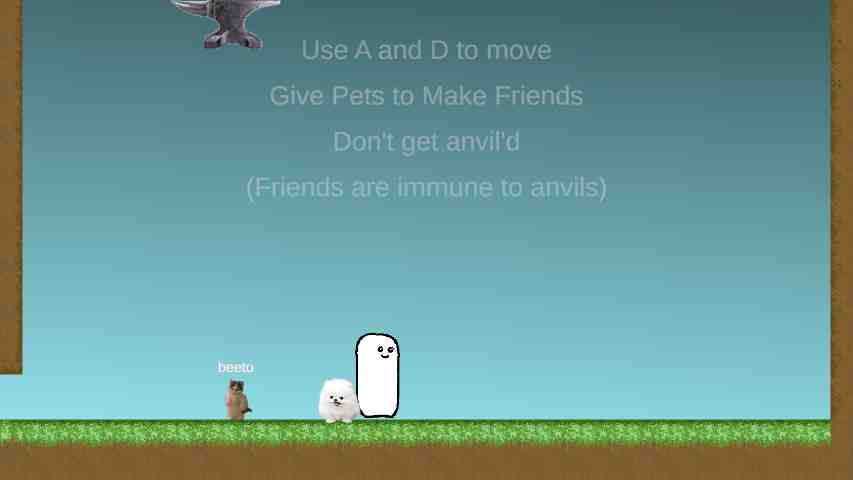 Use A and D to move
Give Pets to Make Friends
Don't get anvil'd
(Friends are immune to anvils)
beeto